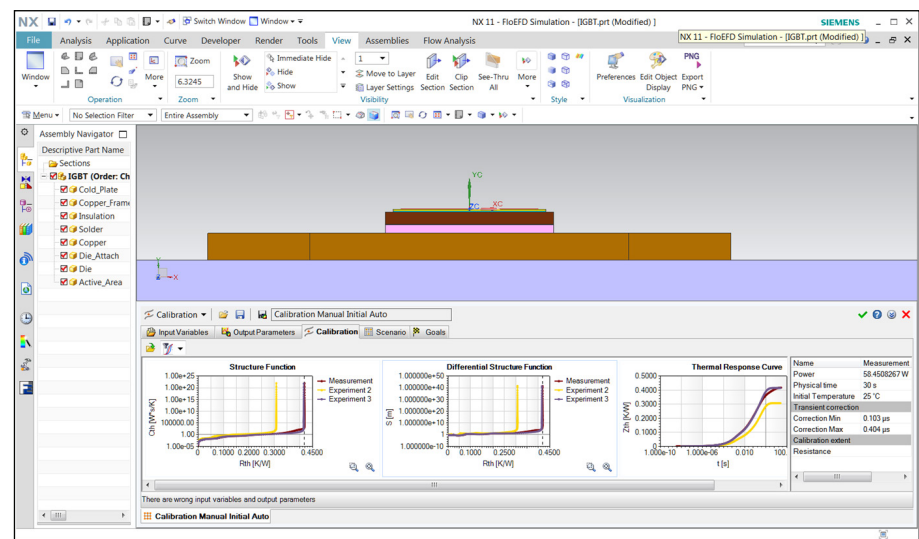 NX Switch Window Window NX 11 - FloEFD Simulation - [IGBT.prt (Modified) ] SIEMENS
File Analysis Application Curve Developer Render Tools View Assemblies Flow Analysis
NX 11 - FloEFD Simulation - [IGBT.prt (Modified) ]
Window More Zoom Show Immediate Hide 1 Edit Clip See-Thru More Preferences Edit Object Export
6.3245 and Hide Hide Move to Layer Section Section All Display PNG
Show Layer Settings
PNG
Operation Zoom Visibility Style Visualization
Menu No Selection Filter Entire Assembly
Assembly Navigator
Descriptive Part Name
Sections
IGBT (Order: Ch
Cold_Plate
Copper_Frame
Insulation
Solder
Copper
Die_Attach
Die
Active_Area
YC
ZC XC
Y
Z X
Calibration Calibration Manual Initial Auto
Input Variables Output Parameters Calibration Scenario Goals
Structure Function
1.00e+25
1.00e+20
1.00e+15
1.00e+10
100000.00
1.00
1.00e-05
Cth [W*s/K]
0 0.1000 0.2000 0.3000 0.4500
Rth [K/W]
Measurement
Experiment 2
Experiment 3
Differential Structure Function
1.000000e+50
1.000000e+40
1.000000e+30
1.000000e+20
1.000000e+10
1
1.000000e-10
S [m]
0 0.4500
Rth [K/W]
Measurement
Experiment 2
Experiment 3
Thermal Response Curve
0.5000
0.4000
0.3000
0.2000
0.1000
0
Zth [K/W]
1.000e-10 1.000e-06 0.010 100.
t [s]
Name Measurement
Power 58.4508267 W
Physical time 30 s
Initial Temperature 25 °C
Transient correction
Correction Min 0.103 µs
Correction Max 0.404 µs
Calibration extent
Resistance
There are wrong input variables and output parameters
Calibration Manual Initial Auto